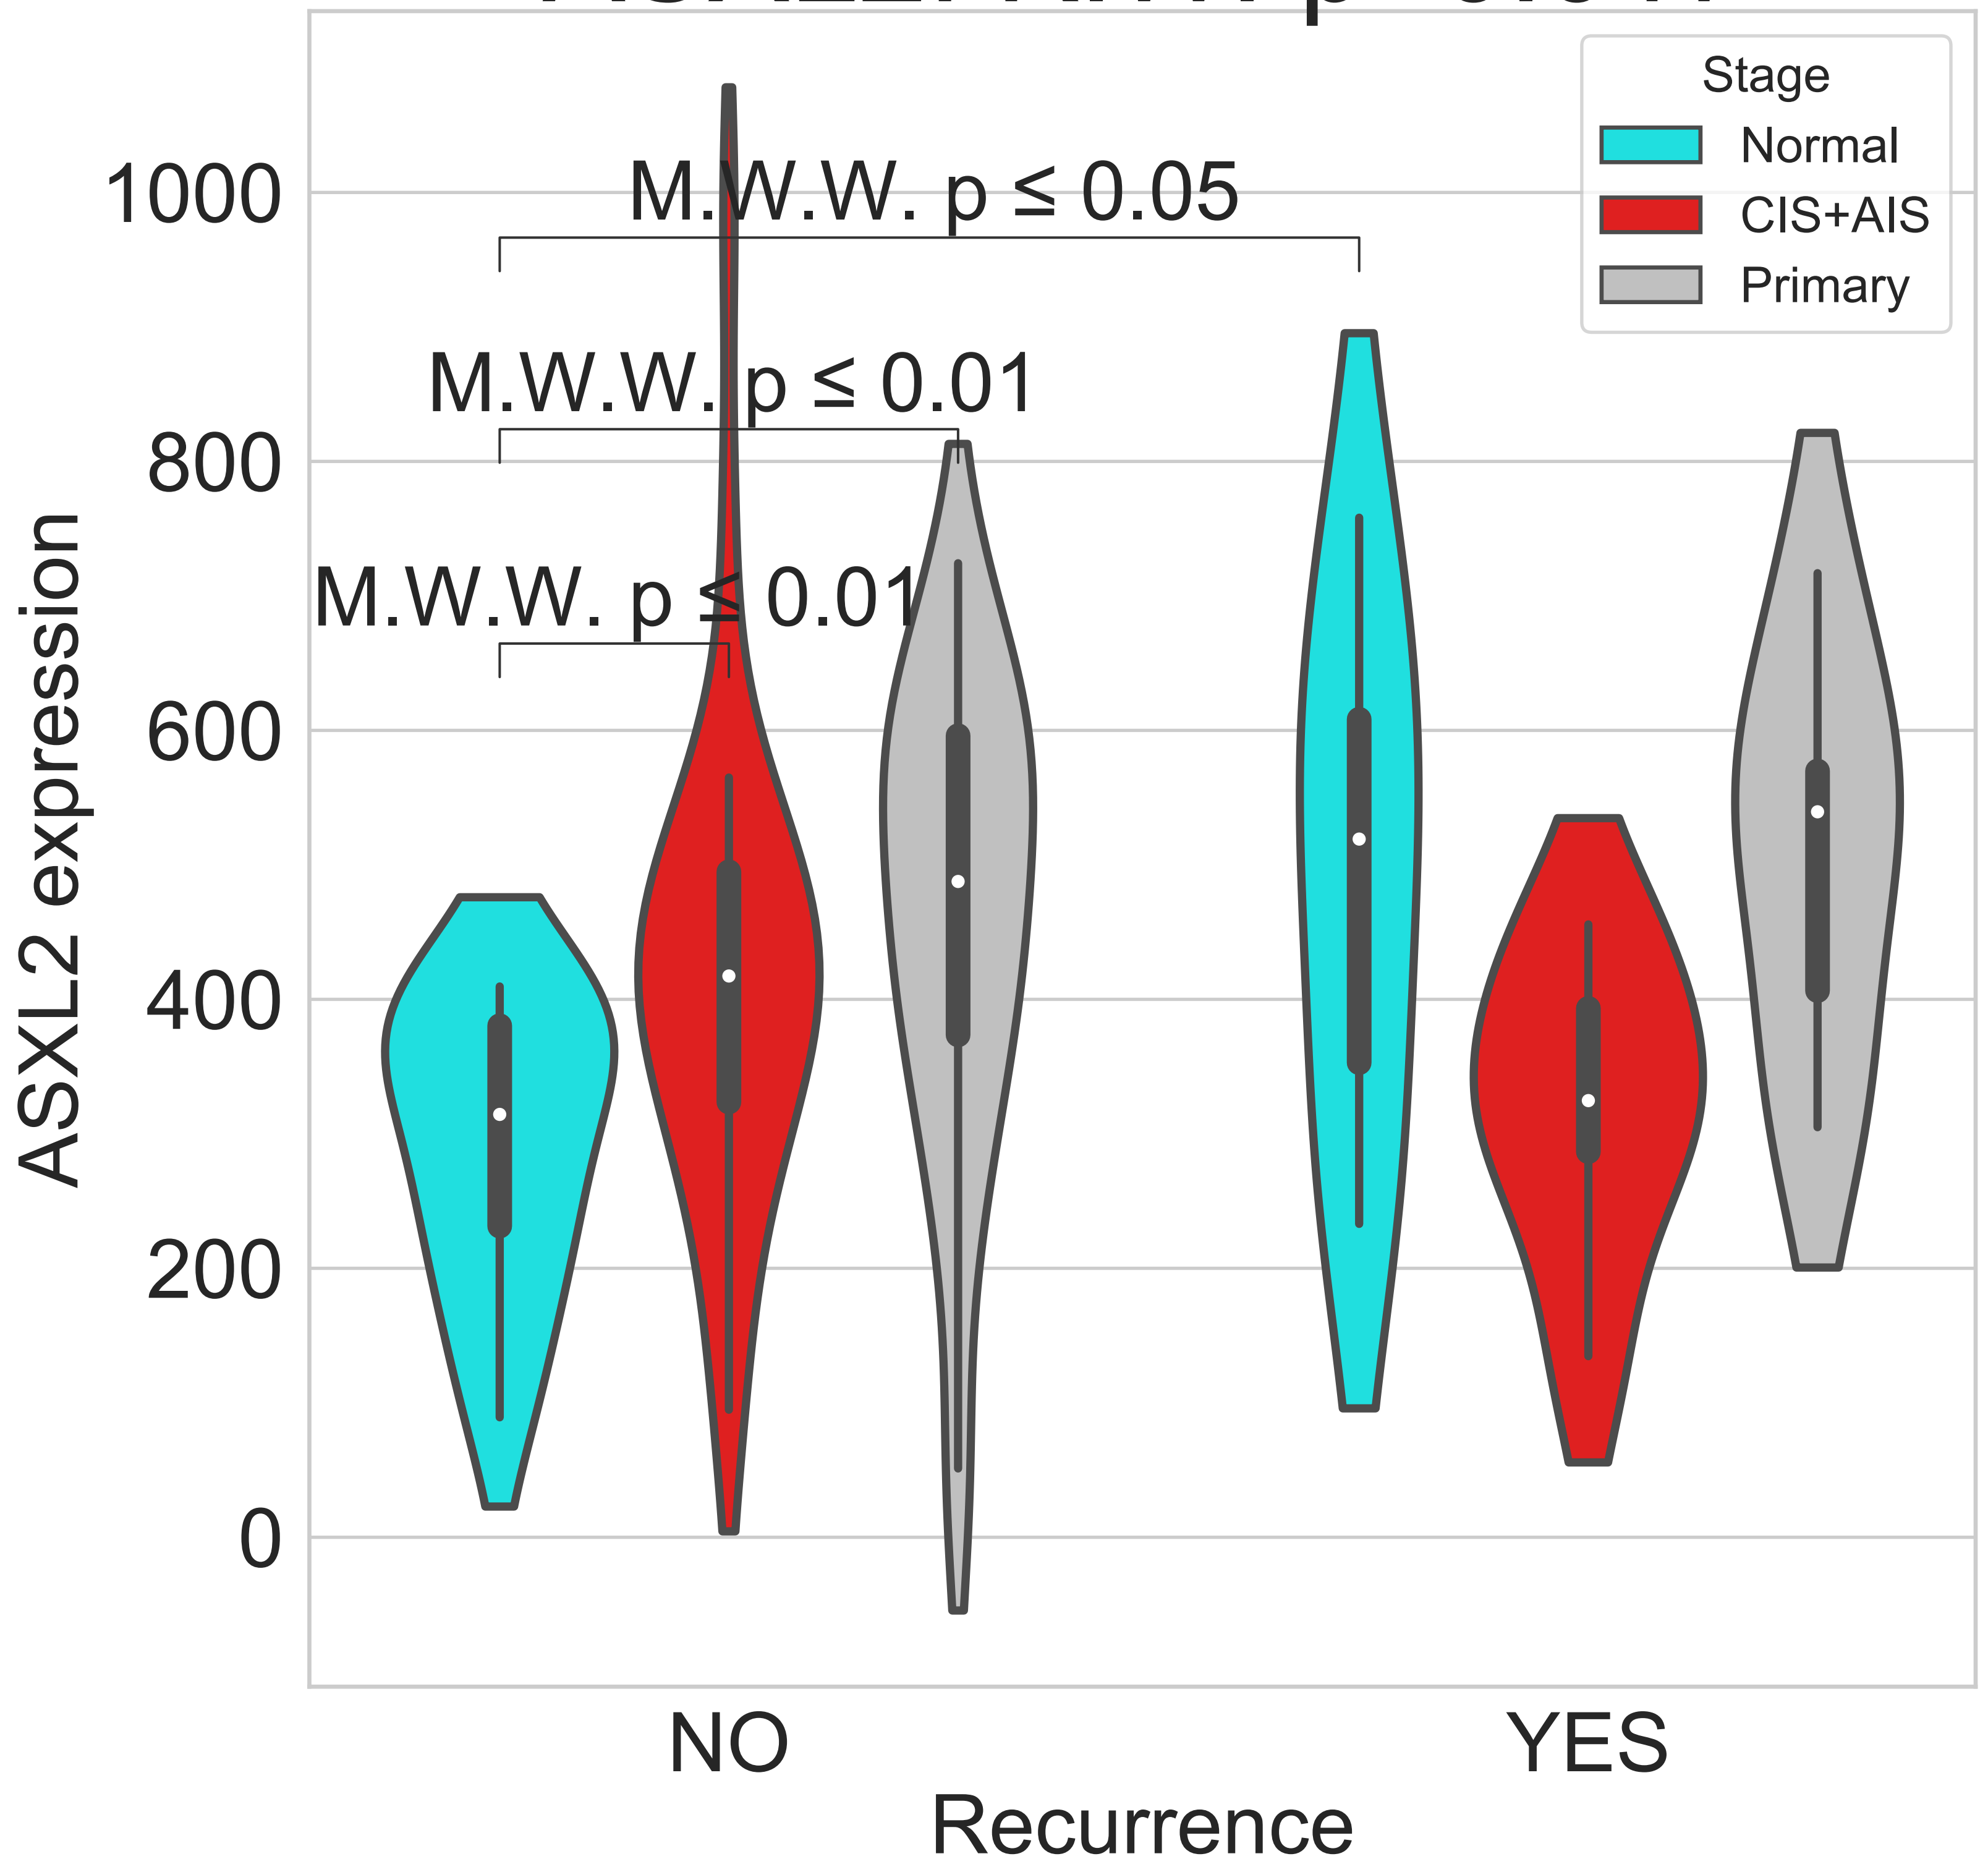 Stage
Normal
CIS+AIS
Primary
M.W.W. p ≤ 0.05
M.W.W. p ≤ 0.01
M.W.W. p ≤ 0.01
1000
800
600
400
200
0
ASXL2 expression
NO
YES
Recurrence